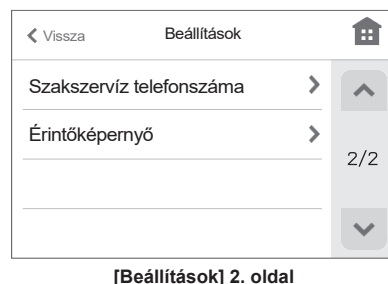 Vissza
Beállítások
Szakszervíz telefonszáma
Érintőképernyő
2/2
[Beállítások] 2. oldal